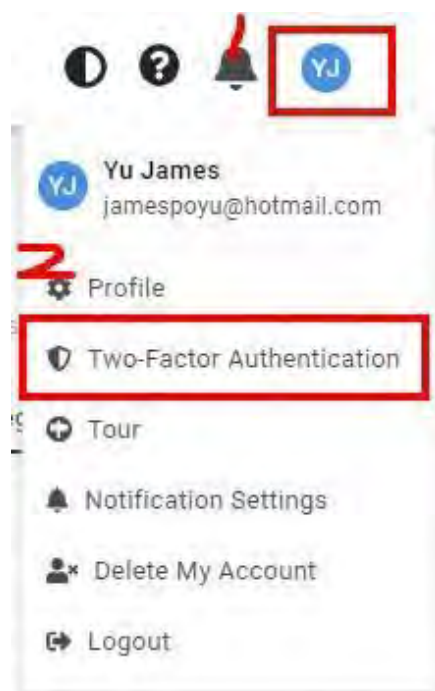 1
YJ
YJ
Yu James
jamespoyu@hotmail.com
2
Profile
Two-Factor Authentication
Tour
Notification Settings
Delete My Account
Logout